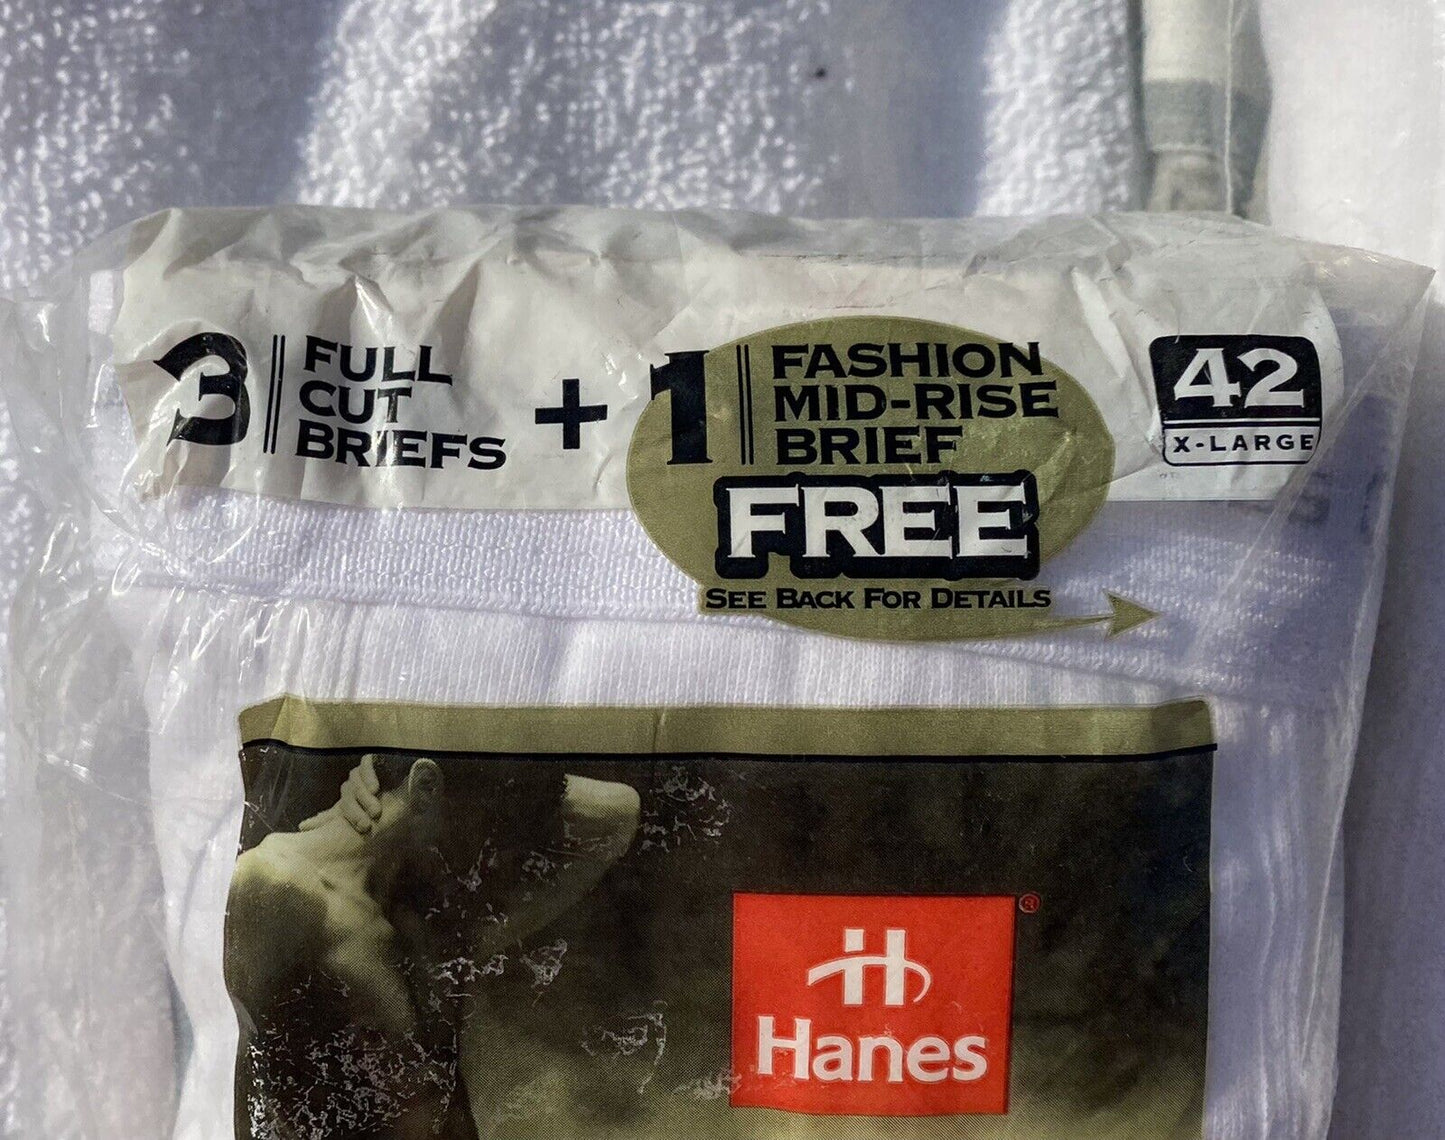 3 FULL
CUT
BRIEFS
+
1 FASHION
MID-RISE
BRIEF
FREE
SEE BACK FOR DETAILS
42
X-LARGE
H
Hanes®